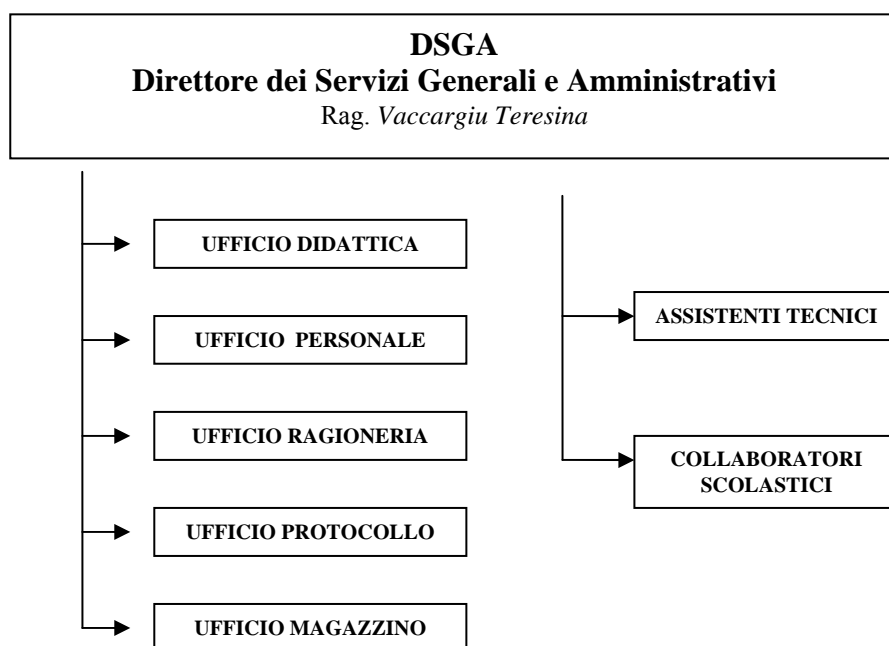 DSGA
Direttore dei Servizi Generali e Amministrativi
Rag. Vaccargiu Teresina
UFFICIO DIDATTICA
UFFICIO PERSONALE
UFFICIO RAGIONERIA
UFFICIO PROTOCOLLO
UFFICIO MAGAZZINO
ASSISTENTI TECNICI
COLLABORATORI
SCOLASTICI